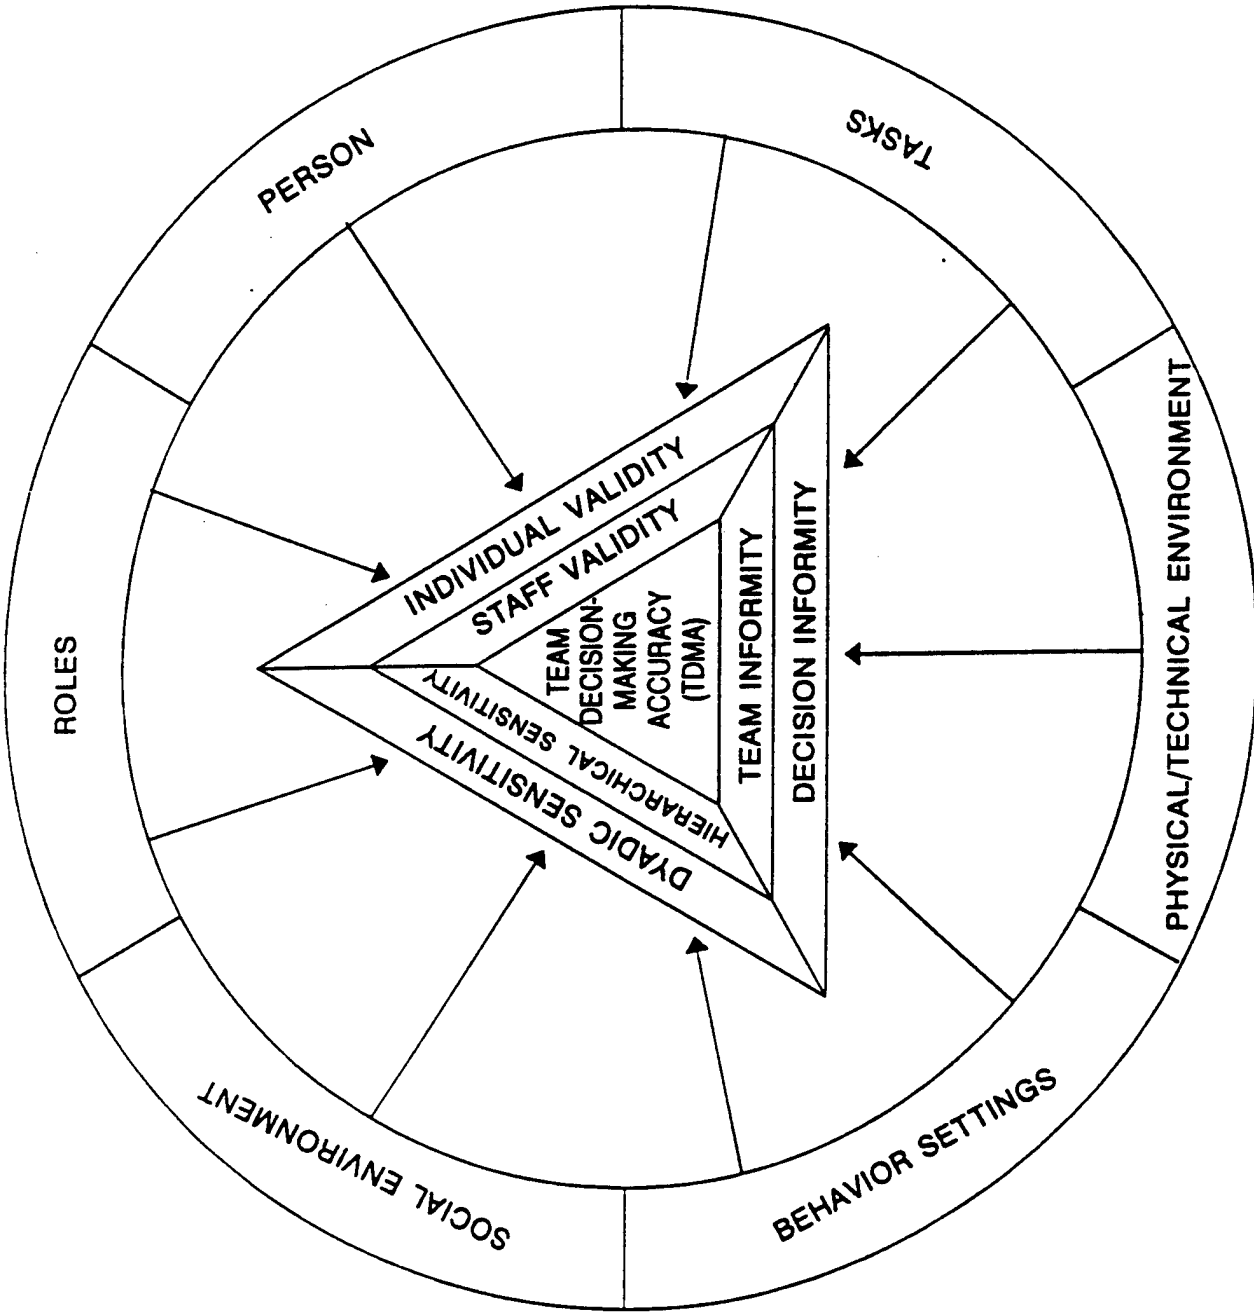 PERSON
TASKS
ROLES
PHYSICAL/TECHNICAL ENVIRONMENT
SOCIAL ENVIRONMENT
BEHAVIOR SETTINGS
INDIVIDUAL VALIDITY
STAFF VALIDITY
TEAM
DECISION-
MAKING
ACCURACY
(TDMA)
TEAM INFORMITY
DECISION INFORMITY
HIERARCHICAL SENSITIVITY
DYADIC SENSITIVITY